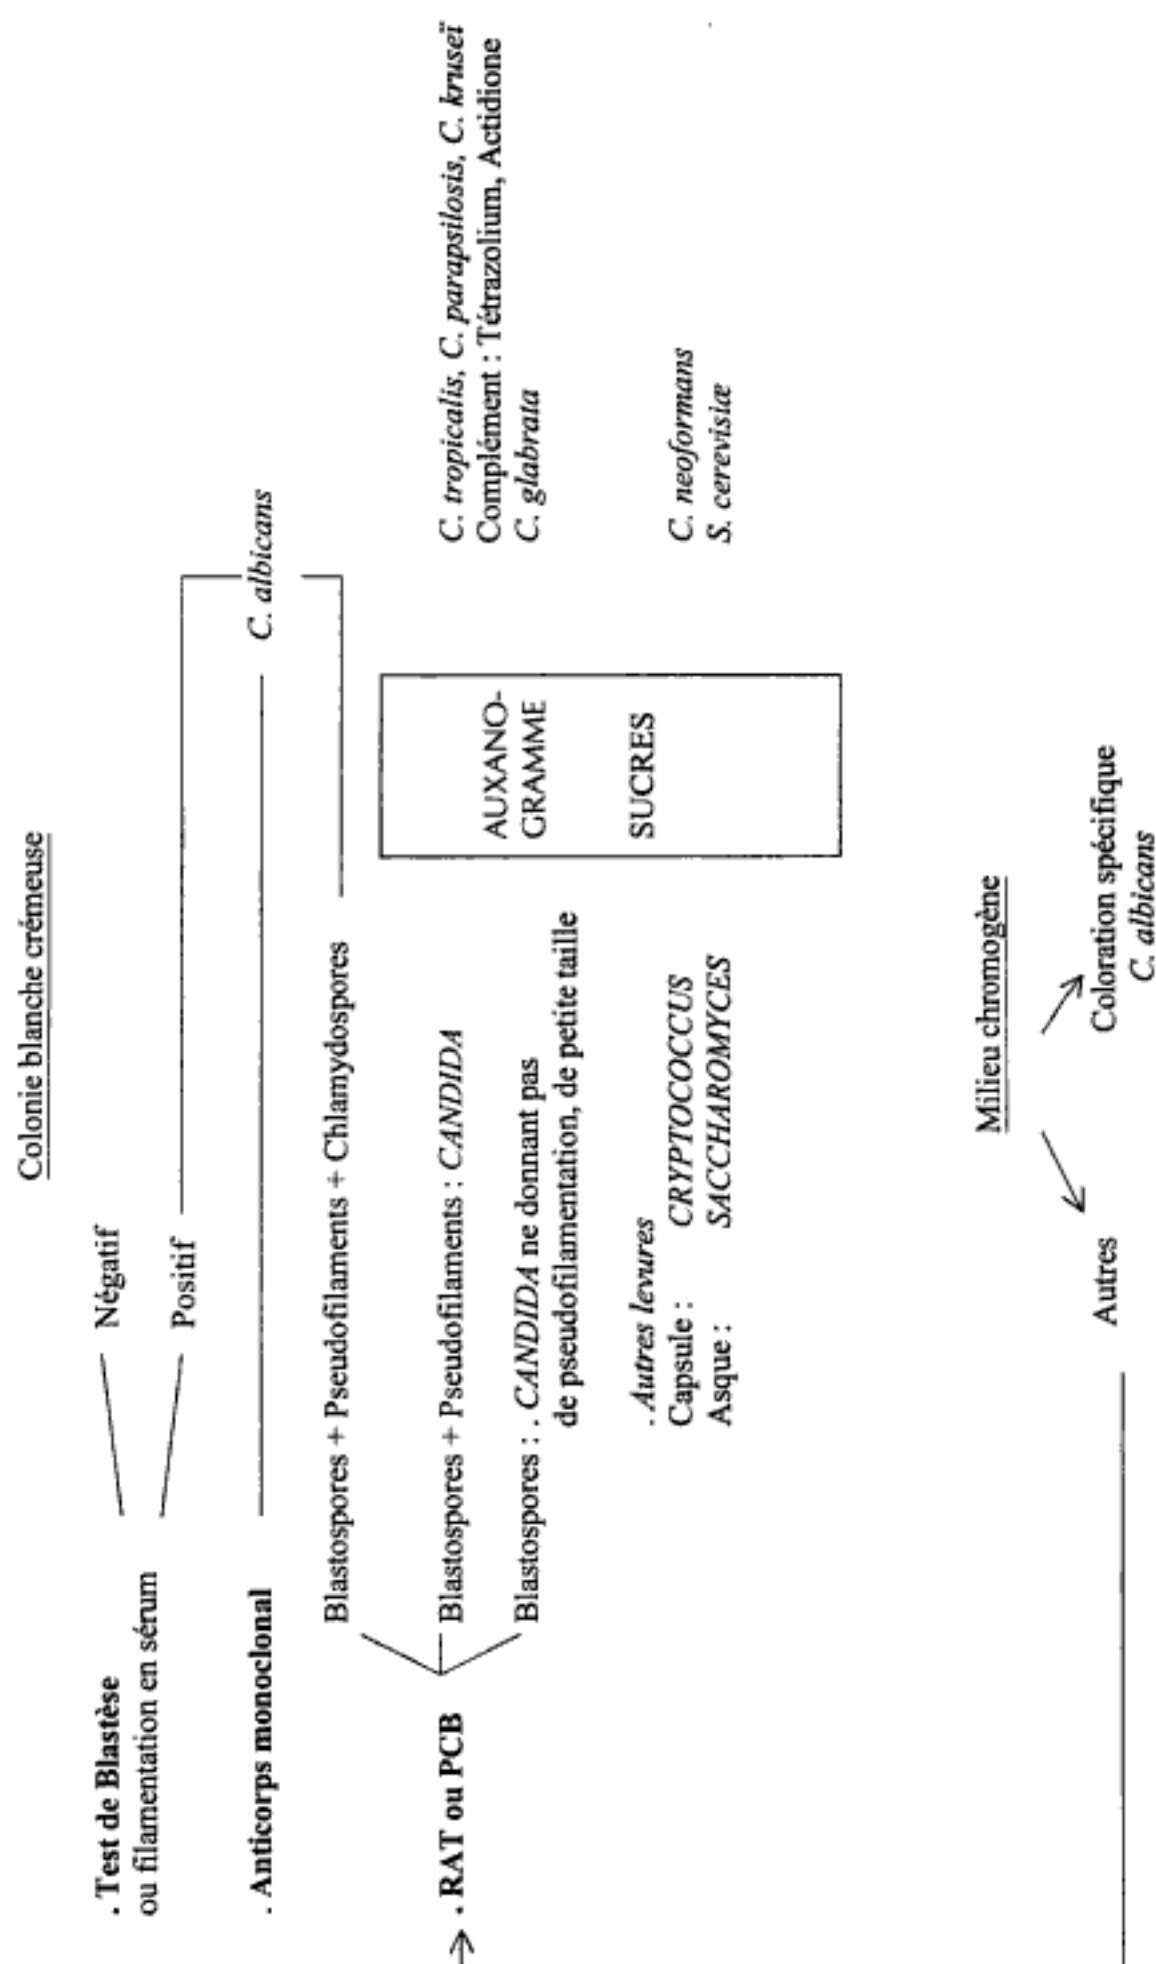 Colonie blanche crémeuse
. Test de Blastèse
ou filamentation en sérum
Négatif
Positif
. Anticorps monoclonal
C. albicans
. RAT ou PCB
Blastospores + Pseudofilaments + Chlamydospores
Blastospores + Pseudofilaments : CANDIDA
Blastospores : . CANDIDA ne donnant pas
de pseudofilamentation, de petite taille
. Autres levures
Capsule : CRYPTOCOCCUS
Asque : SACCHAROMYCES
AUXANO-
GRAMME
SUCRES
C. tropicalis, C. parapsilosis, C. kruseï
Complément : Tétrazolium, Actidione
C. glabrata
C. neoformans
S. cerevisiæ
Milieu chromogène
Autres
Coloration spécifique
C. albicans